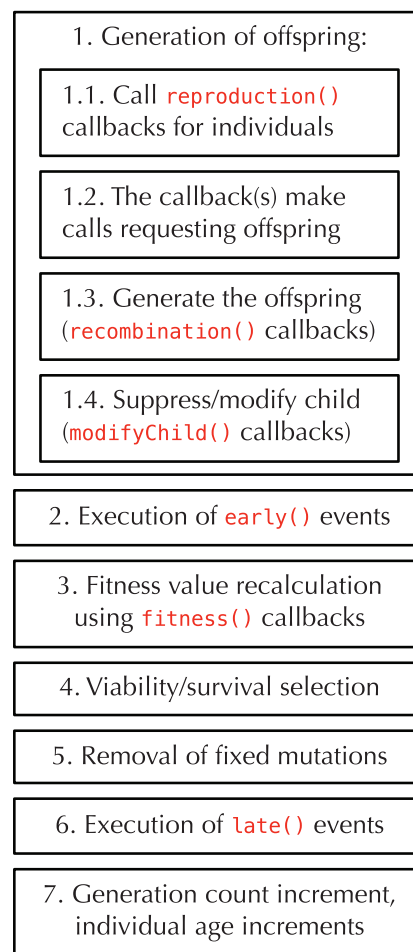 1. Generation of offspring:
1.1. Call reproduction()
callbacks for individuals
1.2. The callback(s) make
calls requesting offspring
1.3. Generate the offspring
(recombination() callbacks)
1.4. Suppress/modify child
(modifyChild() callbacks)
2. Execution of early() events
3. Fitness value recalculation
using fitness() callbacks
4. Viability/survival selection
5. Removal of fixed mutations
6. Execution of late() events
7. Generation count increment,
individual age increments